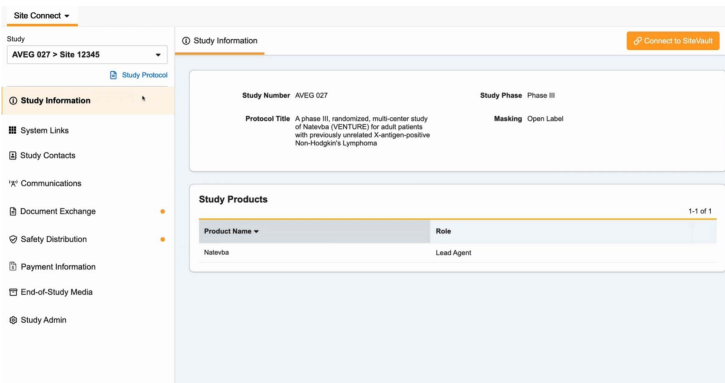 Site Connect
Study
AVEG 027 > Site 12345
Study Protocol
Study Information
System Links
Study Contacts
Communications
Document Exchange
Safety Distribution
Payment Information
End-of-Study Media
Study Admin
Study Information
Connect to SiteVault
Study Number AVEG 027
Study Phase Phase III
Protocol Title A phase III, randomized, multi-center study
of Natevba (VENTURE) for adult patients
with previously unrelated X-antigen-positive
Non-Hodgkin's Lymphoma
Masking Open Label
Study Products
1-1 of 1
Product Name Role
Natevba Lead Agent